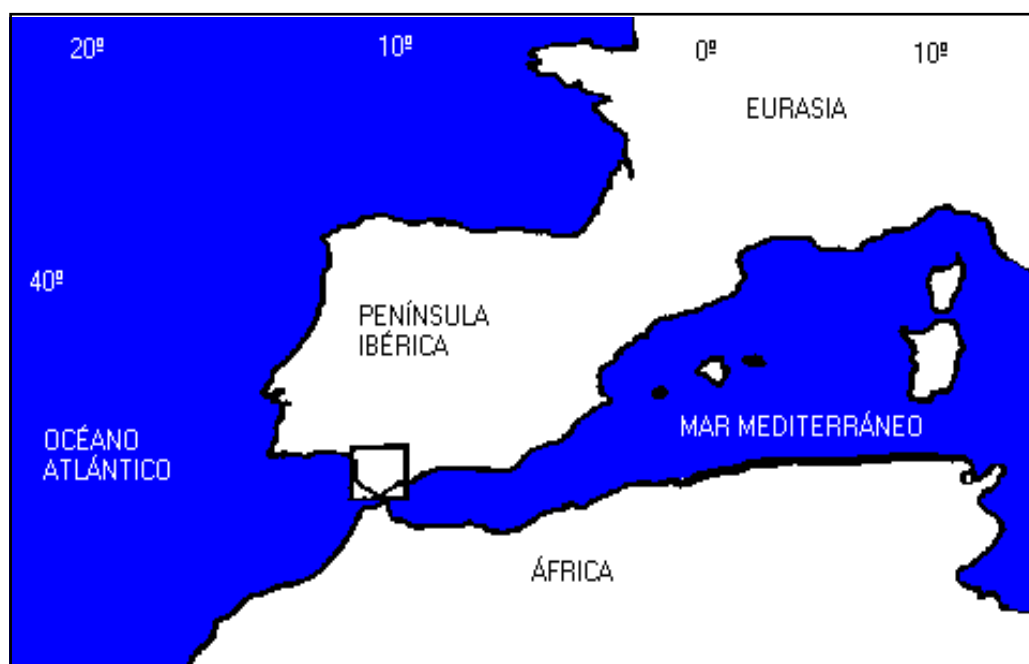 20º 10º 0º 10º
EURASIA
40º
PENÍNSULA
IBÉRICA
MAR MEDITERRÁNEO
OCÉANO
ATLÁNTICO
ÁFRICA